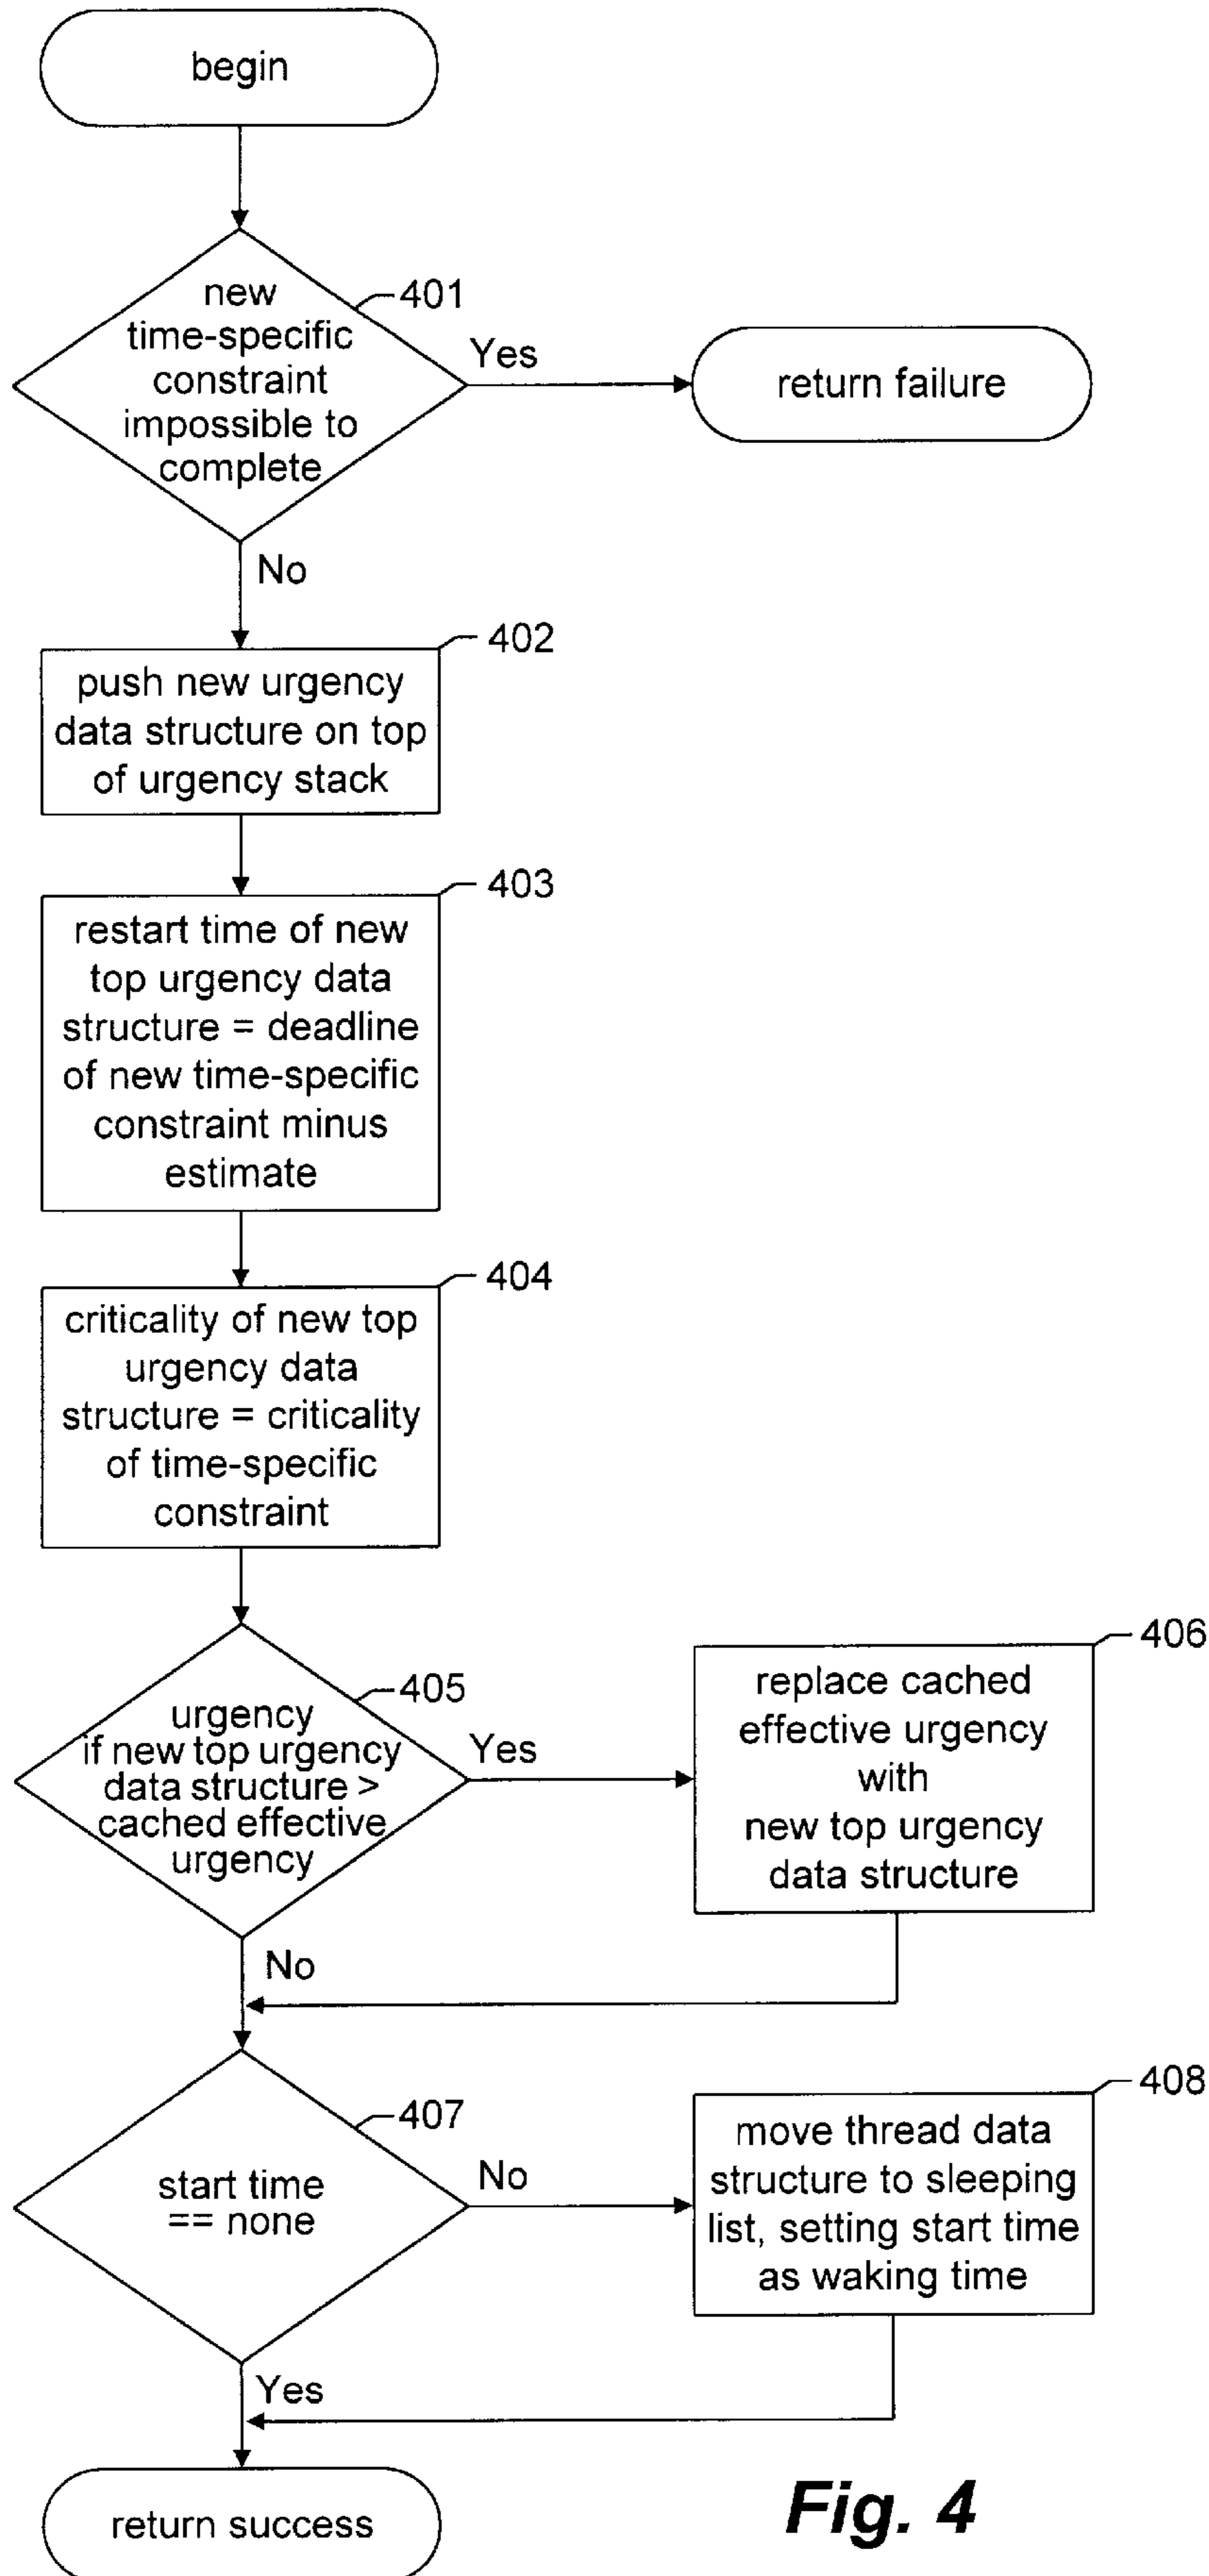 begin
new
time-specific
constraint
impossible to
complete
401
Yes
return failure
No
402
push new urgency
data structure on top
of urgency stack
403
restart time of new
top urgency data
structure = deadline
of new time-specific
constraint minus
estimate
404
criticality of new top
urgency data
structure = criticality
of time-specific
constraint
405
urgency
if new top urgency
data structure >
cached effective
urgency
Yes
406
replace cached
effective urgency
with
new top urgency
data structure
No
407
start time
== none
No
408
move thread data
structure to sleeping
list, setting start time
as waking time
Yes
return success
Fig. 4